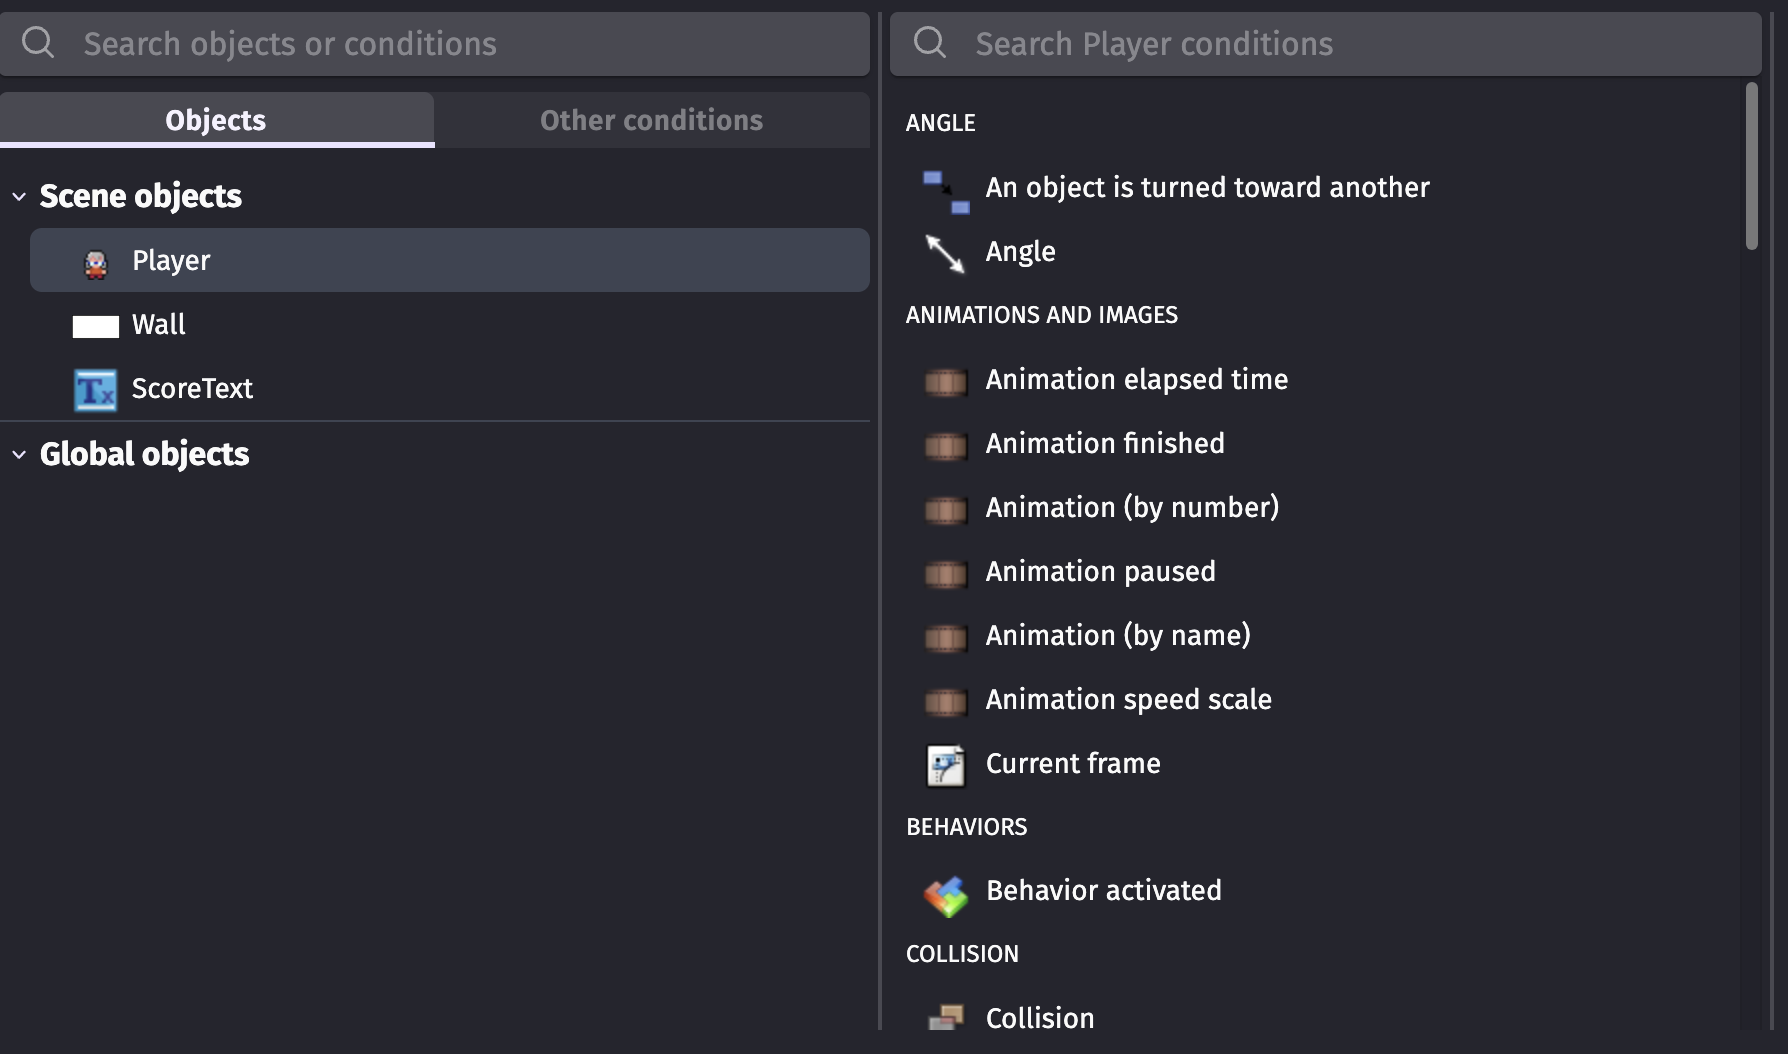 Search objects or conditions
Objects
Other conditions
Scene objects
Player
Wall
Tx
ScoreText
Global objects
Search Player conditions
ANGLE
An object is turned toward another
Angle
ANIMATIONS AND IMAGES
Animation elapsed time
Animation finished
Animation (by number)
Animation paused
Animation (by name)
Animation speed scale
Current frame
BEHAVIORS
Behavior activated
COLLISION
Collision